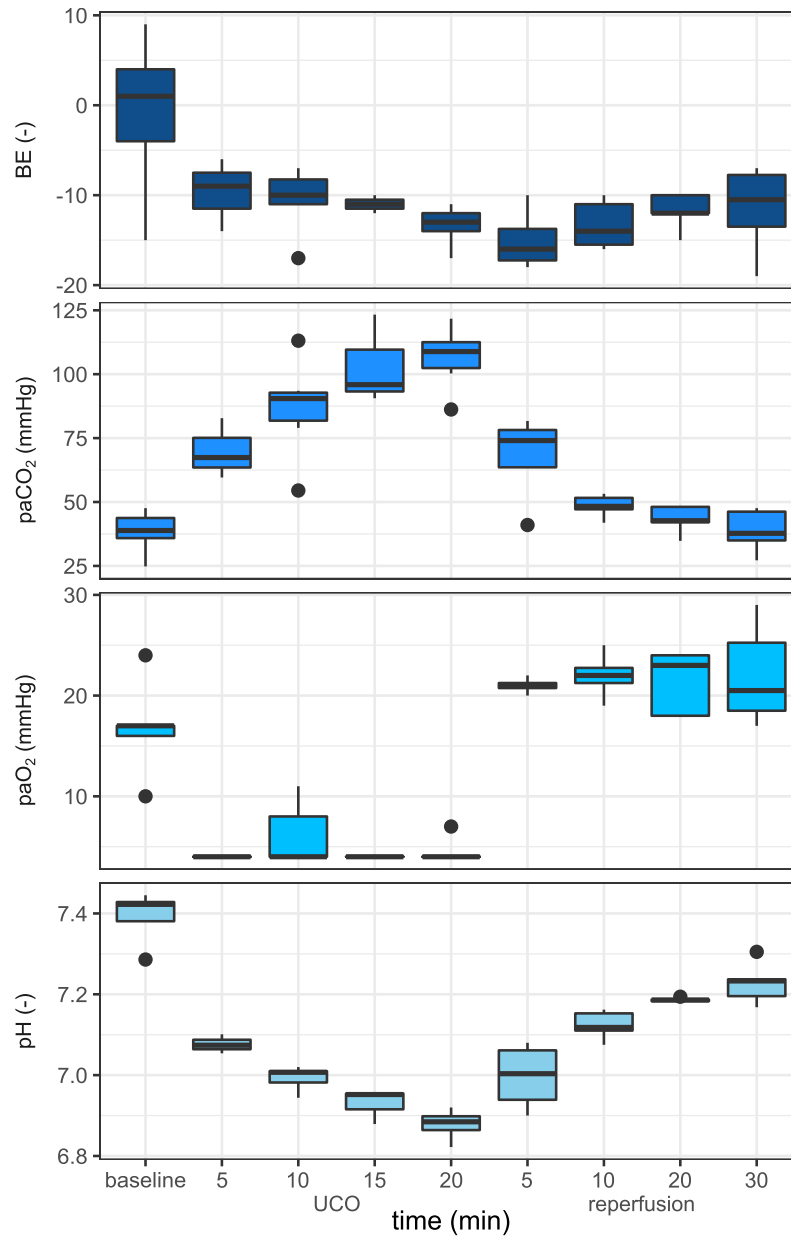 BE (-)
10
0
-10
-20
paCO₂ (mmHg)
125
100
75
50
25
paO₂ (mmHg)
30
20
10
pH (-)
7.4
7.2
7.0
6.8
baseline 5 10 15 20 5 10 20 30
UCO reperfusion
time (min)